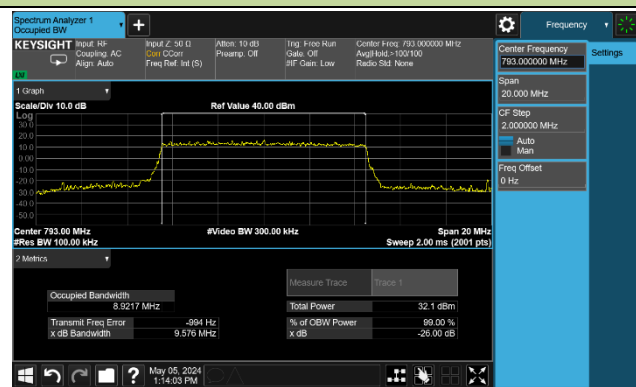 Spectrum Analyzer 1
Occupied BW
Frequency
KEYSIGHT
Input: RF
Coupling: AC
Align: Auto
Input Z: 50 Ω
Corr CCorr
Freq Ref: Int (S)
Atten: 10 dB
Preamp: Off
Trig: Free Run
Gate: Off
#IF Gain: Low
Center Freq: 793.000000 MHz
Avg|Hold:>100/100
Radio Std: None
Center Frequency
793.000000 MHz
Settings
Span
20.000 MHz
CF Step
2.000000 MHz
Auto
Man
Freq Offset
0 Hz
1 Graph
Scale/Div 10.0 dB
Ref Value 40.00 dBm
Log
30.0
20.0
10.0
0.00
-10.0
-20.0
-30.0
-40.0
-50.0
Center 793.00 MHz
#Video BW 300.00 kHz
Span 20 MHz
#Res BW 100.00 kHz
Sweep 2.00 ms (2001 pts)
2 Metrics
Measure Trace
Trace 1
Occupied Bandwidth
8.9217 MHz
Total Power
32.1 dBm
Transmit Freq Error
-994 Hz
% of OBW Power
99.00 %
x dB Bandwidth
9.576 MHz
x dB
-26.00 dB
May 05, 2024
1:14:03 PM